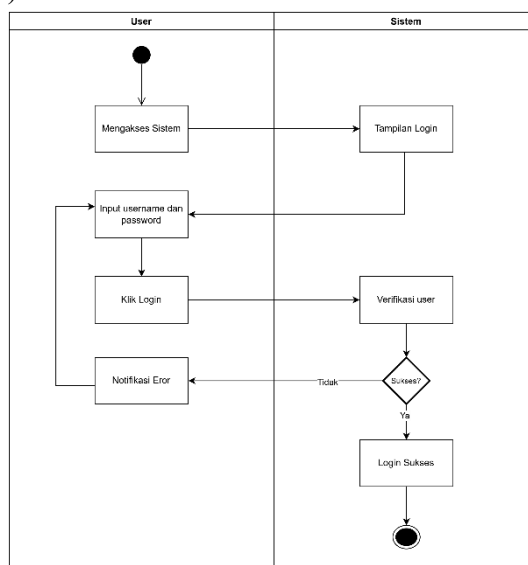 )
User
Sistem
Mengakses Sistem
Tampilan Login
Input username dan
password
Klik Login
Verifikasi user
Notifikasi Eror
Tidak
Sukses?
Ya
Login Sukses